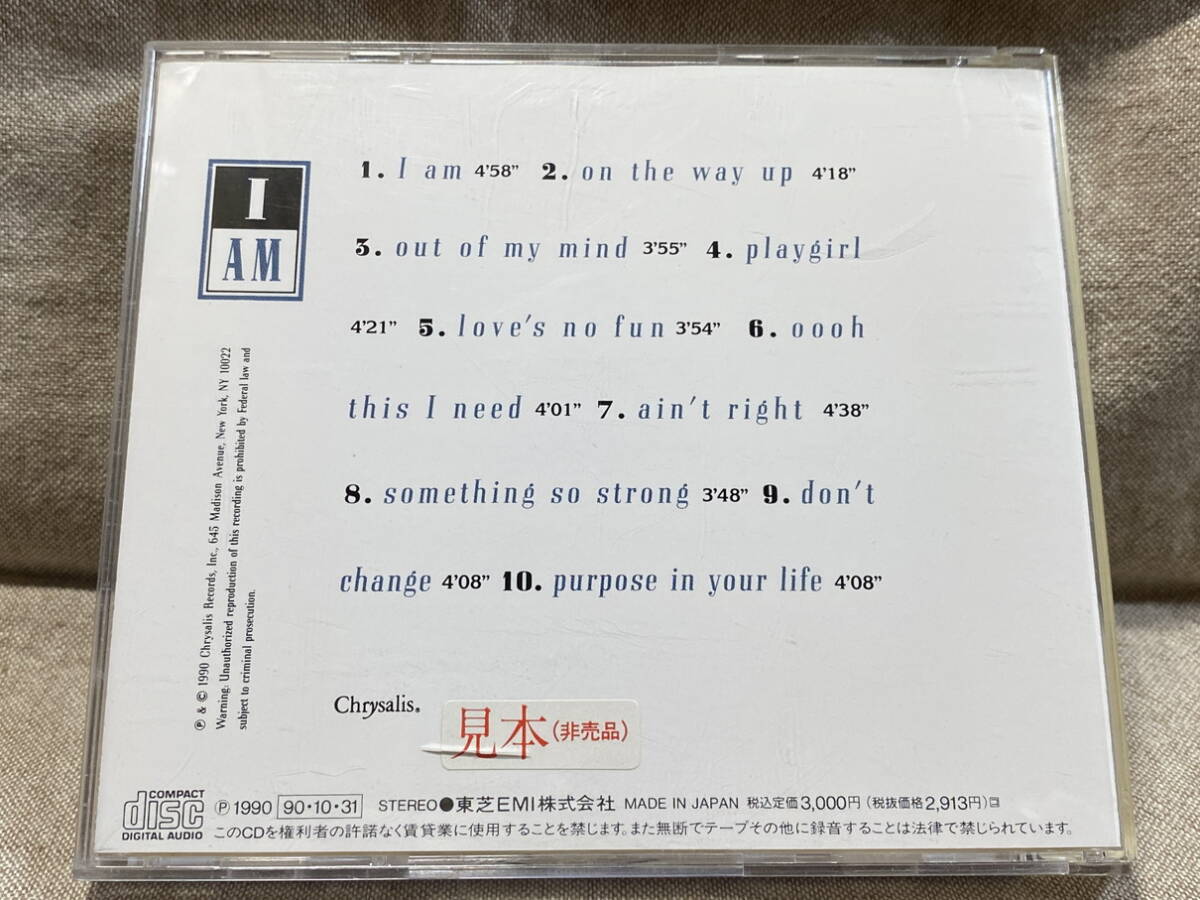 I
AM
1. I am 4'58" 2. on the way up 4'18"
3. out of my mind 3'55" 4. playgirl
4'21" 5. love's no fun 3'54" 6. oooh
this I need 4'01" 7. ain't right 4'38"
8. something so strong 3'48" 9. don't
change 4'08" 10. purpose in your life 4'08"
Ⓟ & © 1990 Chrysalis Records, Inc., 645 Madison Avenue, New York, NY 10022
Warning: Unauthorized reproduction of this recording is prohibited by Federal law and
subject to criminal prosecution.
Chrysalis®
見本(非売品)
COMPACT
disc
DIGITAL AUDIO
Ⓟ1990 90・10・31 STEREO●東芝EMI株式会社 MADE IN JAPAN 税込定価3,000円(税抜価格2,913円)
このCDを権利者の許諾なく賃貸業に使用することを禁じます。また無断でテープその他に録音することは法律で禁じられています。